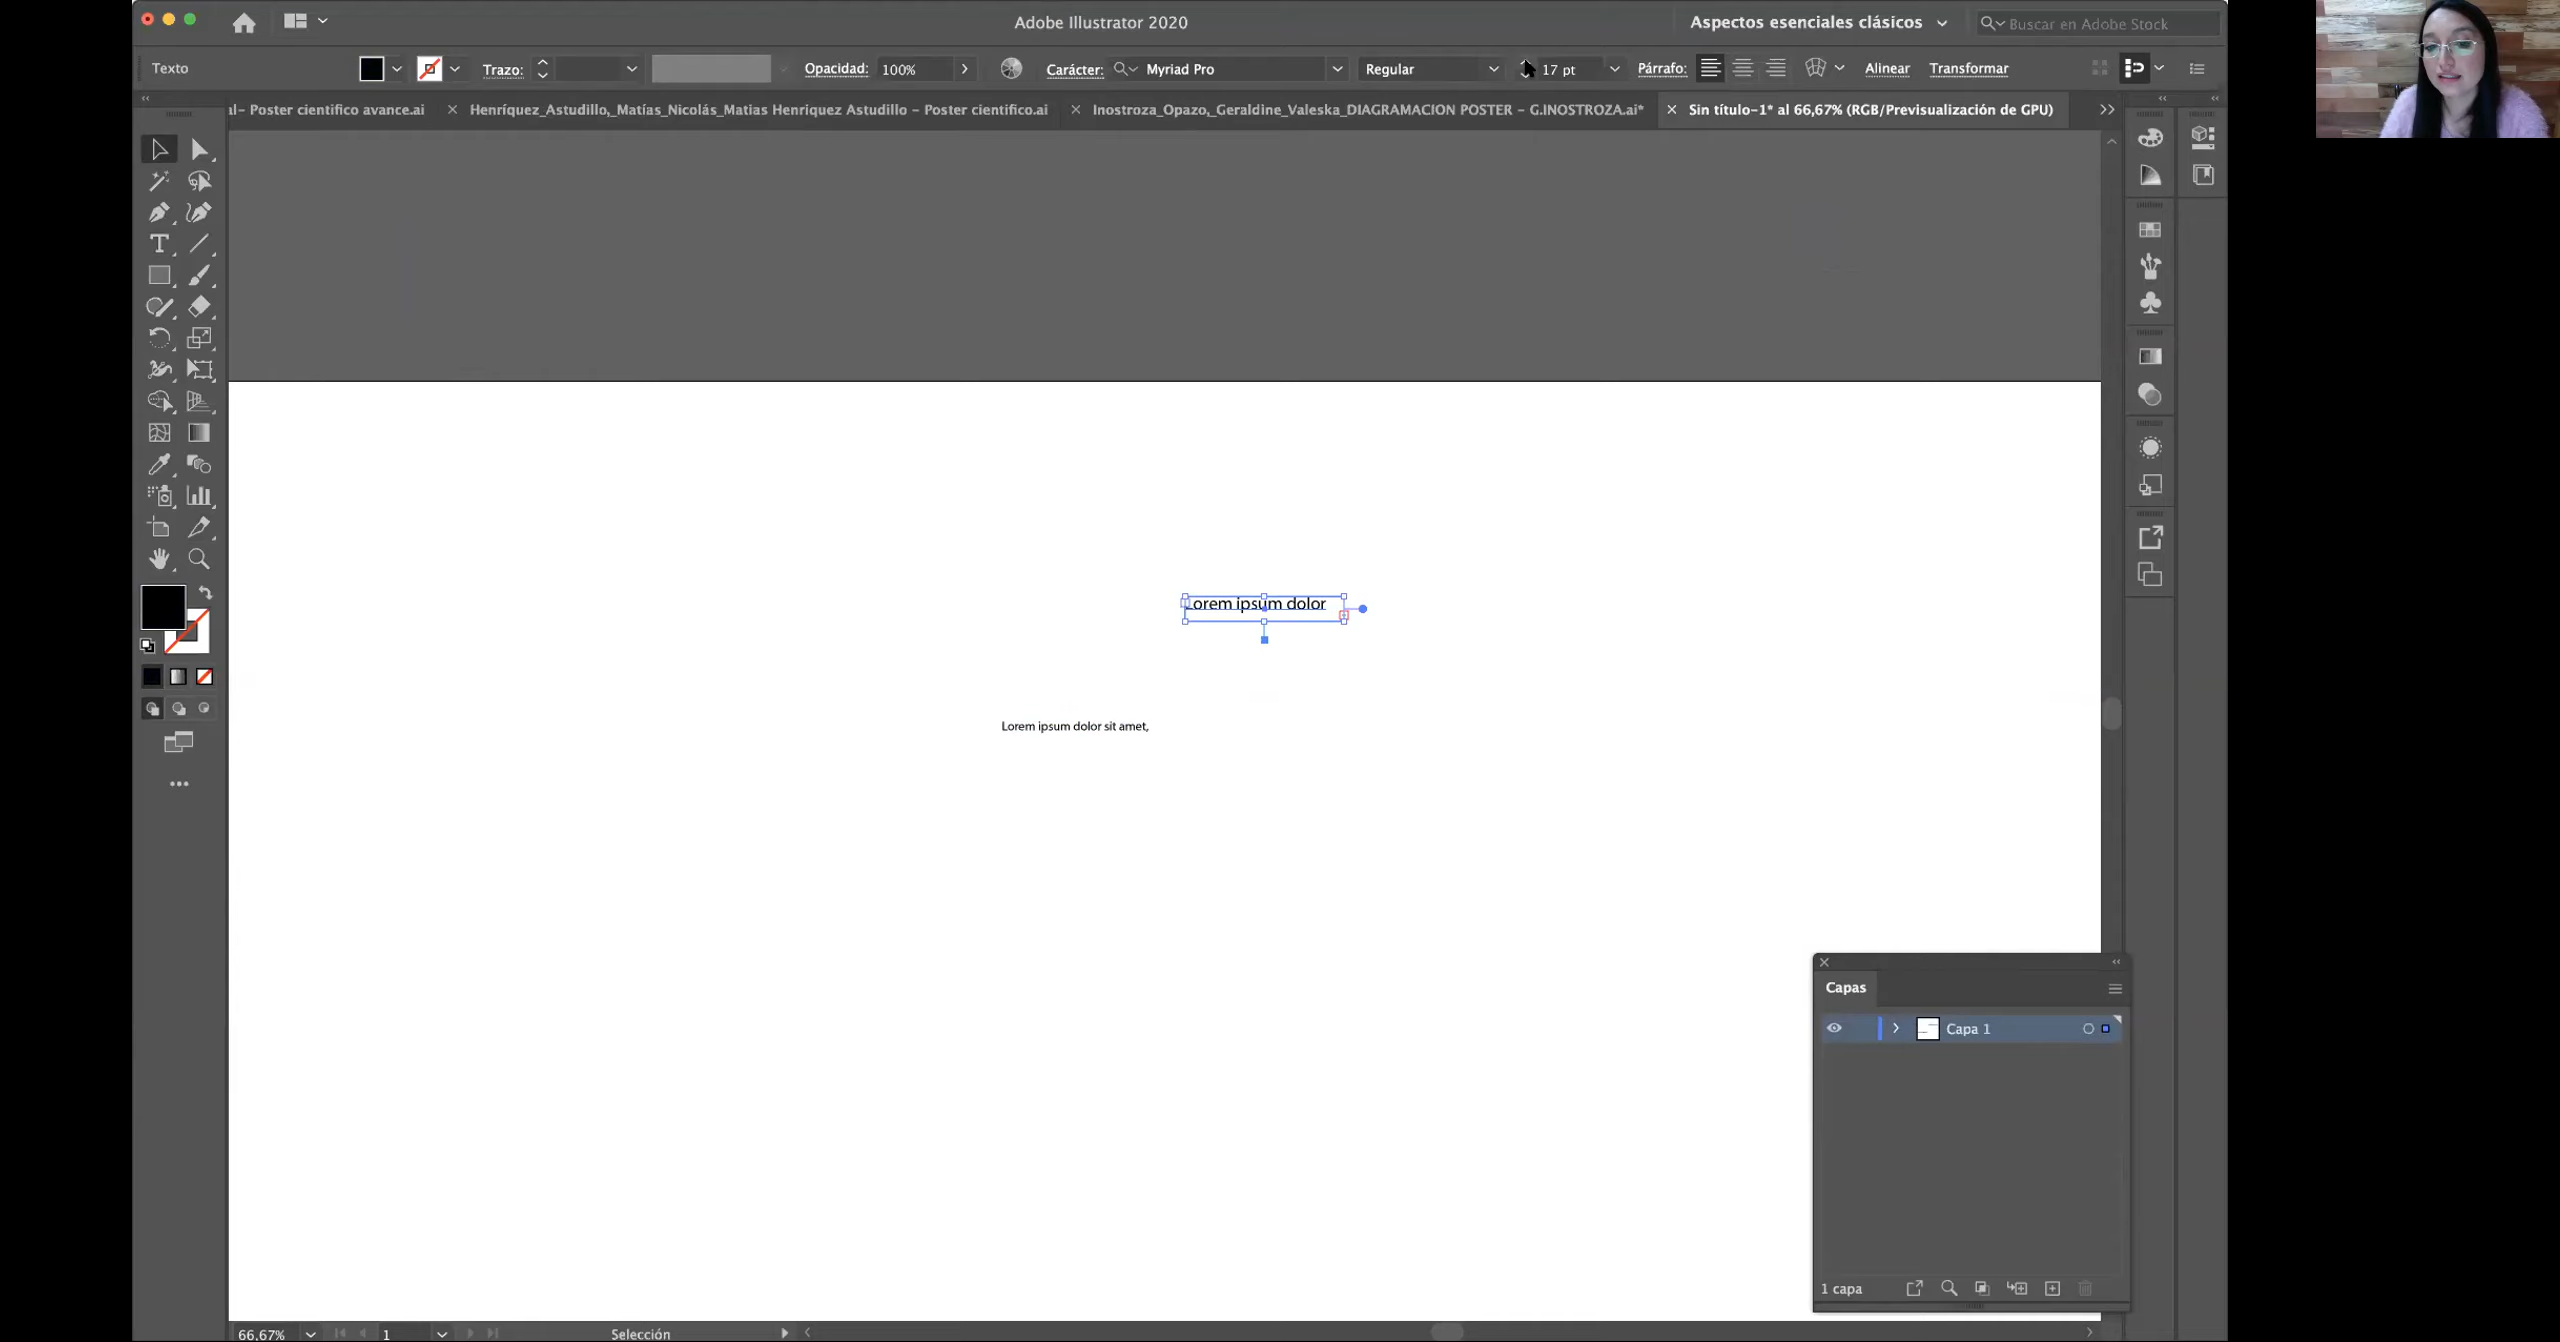 Adobe Illustrator 2020
Aspectos esenciales clásicos
Buscar en Adobe Stock
Texto
Trazo:
Opacidad: 100%
Carácter: Myriad Pro
Regular
17 pt
Párrafo:
Alinear
Transformar
al- Poster cientifico avance.ai
Henríquez_Astudillo,_Matías_Nicolás_Matias Henríquez Astudillo - Poster cientifico.ai
Inostroza_Opazo,_Geraldine_Valeska_DIAGRAMACION POSTER - G.INOSTROZA.ai*
Sin título-1* al 66,67% (RGB/Previsualización de GPU)
Lorem ipsum dolor
Lorem ipsum dolor sit amet,
Capas
Capa 1
1 capa
66,67%
1
Selección